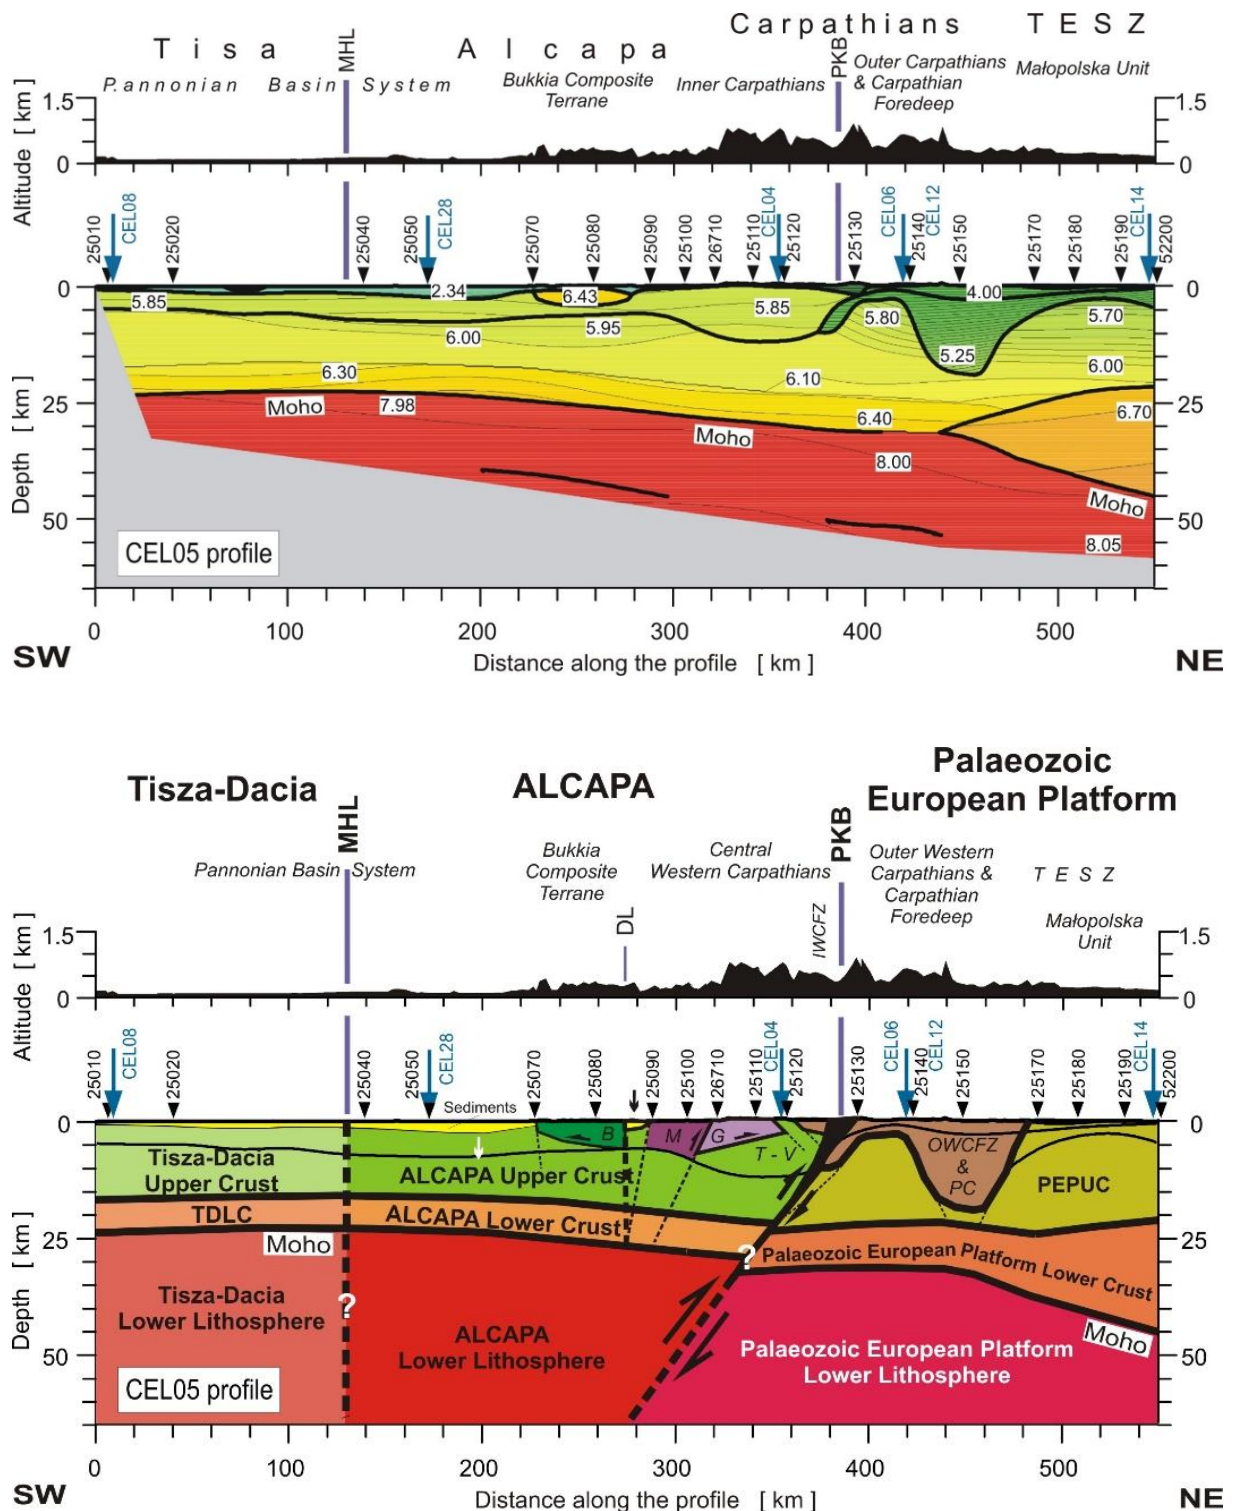 Carpathians TESZ
Tisa Alcapa
MHL
PKB
Pannonian Basin System
Bukkia Composite
Terrane
Inner Carpathians
Outer Carpathians
& Carpathian
Foredeep
Małopolska Unit
Altitude [ km ]
1.5 1.5
0 0
25010 CEL08 25020 25040 25050 CEL28 25070 25080 25090 25100 26710 25110 CEL04 25120 25130 CEL06 25140 CEL12 25150 25170 25180 25190 CEL14 52200
0 0
5.85 2.34 6.43 5.85 5.80 4.00 5.70
6.00 5.95 5.25 6.00
6.30 6.10
25 Moho 7.98 Moho 6.40 6.70 25
8.00 Moho
50 50
8.05
Depth [ km ]
CEL05 profile
0 100 200 300 400 500
SW NE
Distance along the profile [ km ]
Palaeozoic
European Platform
Tisza-Dacia ALCAPA
MHL
PKB
Pannonian Basin System
Bukkia
Composite
Terrane
DL
Central
Western Carpathians
IWCFZ
Outer Western
Carpathians &
Carpathian
Foredeep
TESZ
Małopolska
Unit
Altitude [ km ]
1.5 1.5
0 0
25010 CEL08 25020 25040 25050 CEL28 25070 25080 25090 25100 26710 25110 CEL04 25120 25130 CEL06 25140 CEL12 25150 25170 25180 25190 CEL14 52200
Sediments
0 0
B M G
T - V
OWCFZ
&
PC
Tisza-Dacia
Upper Crust
ALCAPA Upper Crust
PEPUC
TDLC
ALCAPA Lower Crust
25 25
Moho
?
Palaeozoic European Platform Lower Crust
Tisza-Dacia
Lower Lithosphere
?
ALCAPA
Lower Lithosphere
Moho
50 50
Palaeozoic European Platform
Lower Lithosphere
Depth [ km ]
CEL05 profile
0 100 200 300 400 500
SW NE
Distance along the profile [ km ]